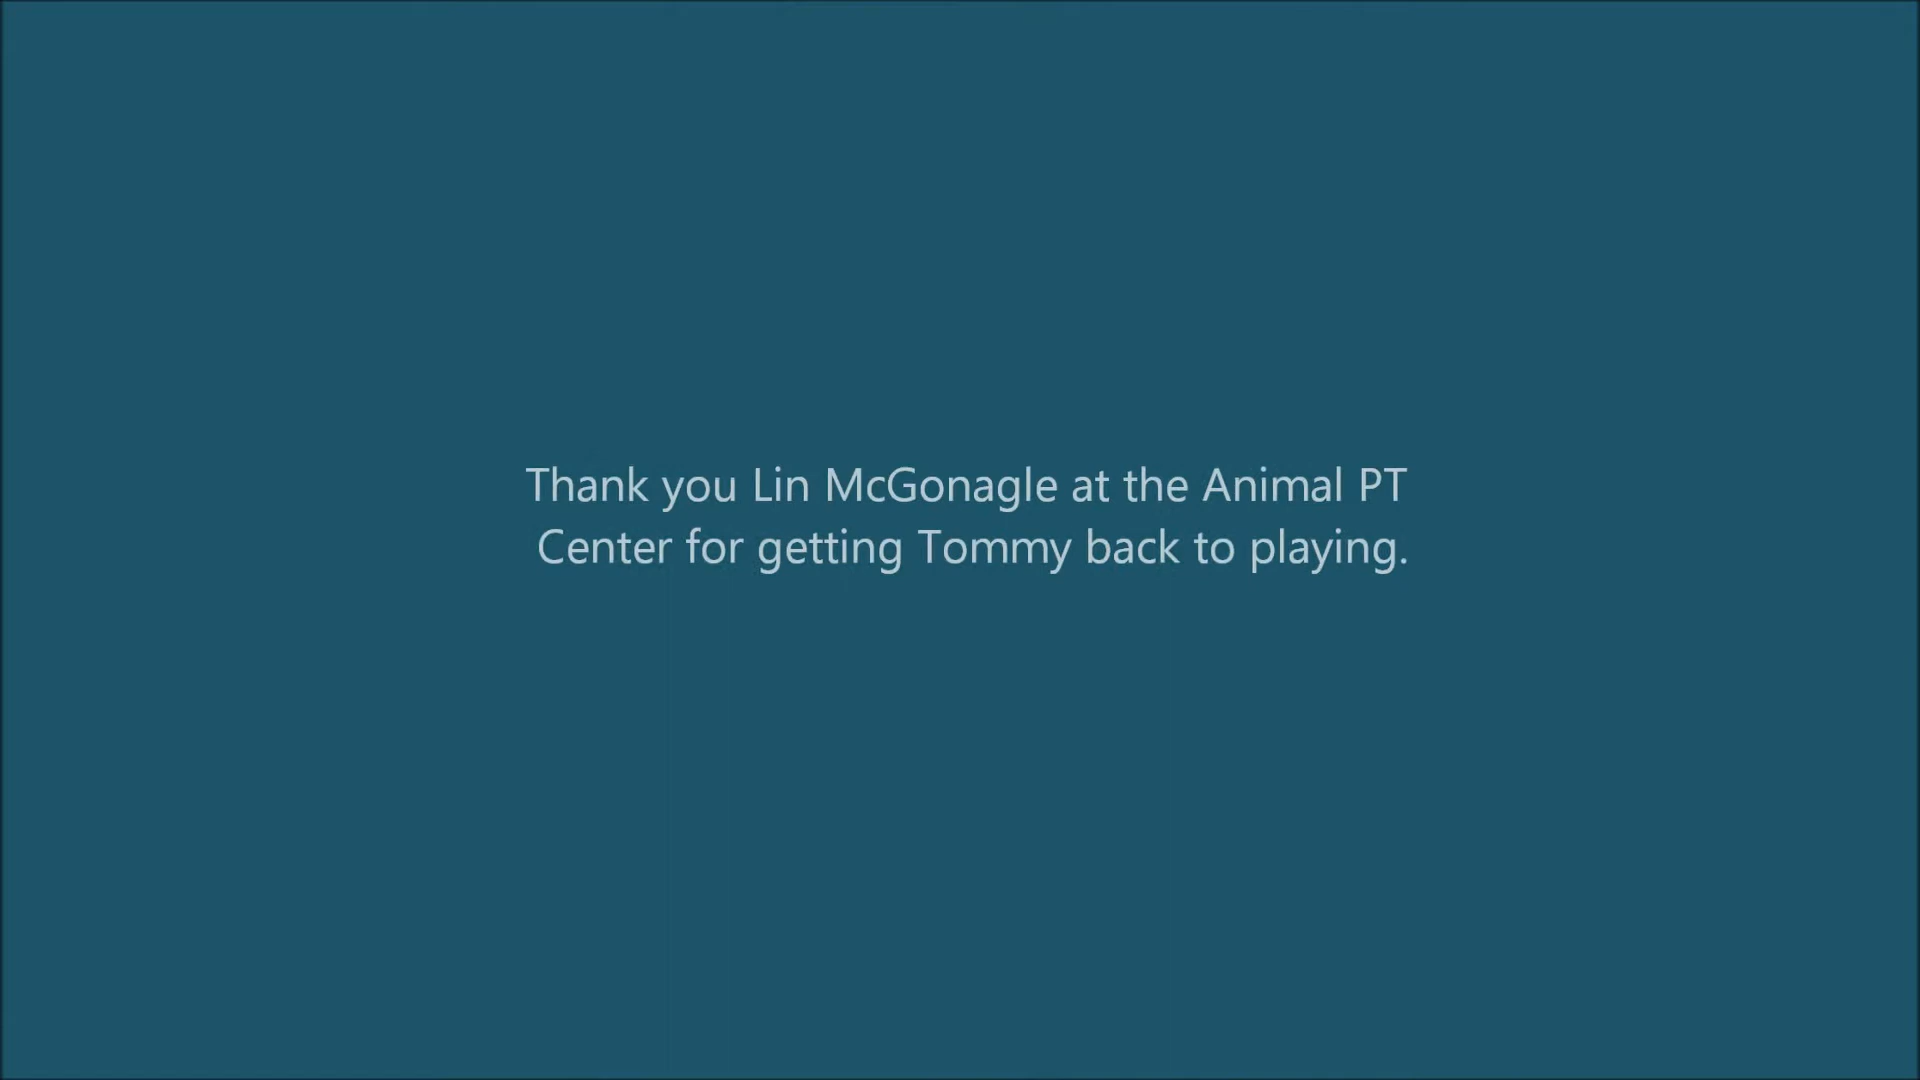 Thank you Lin McGonagle at the Animal PT
Center for getting Tommy back to playing.